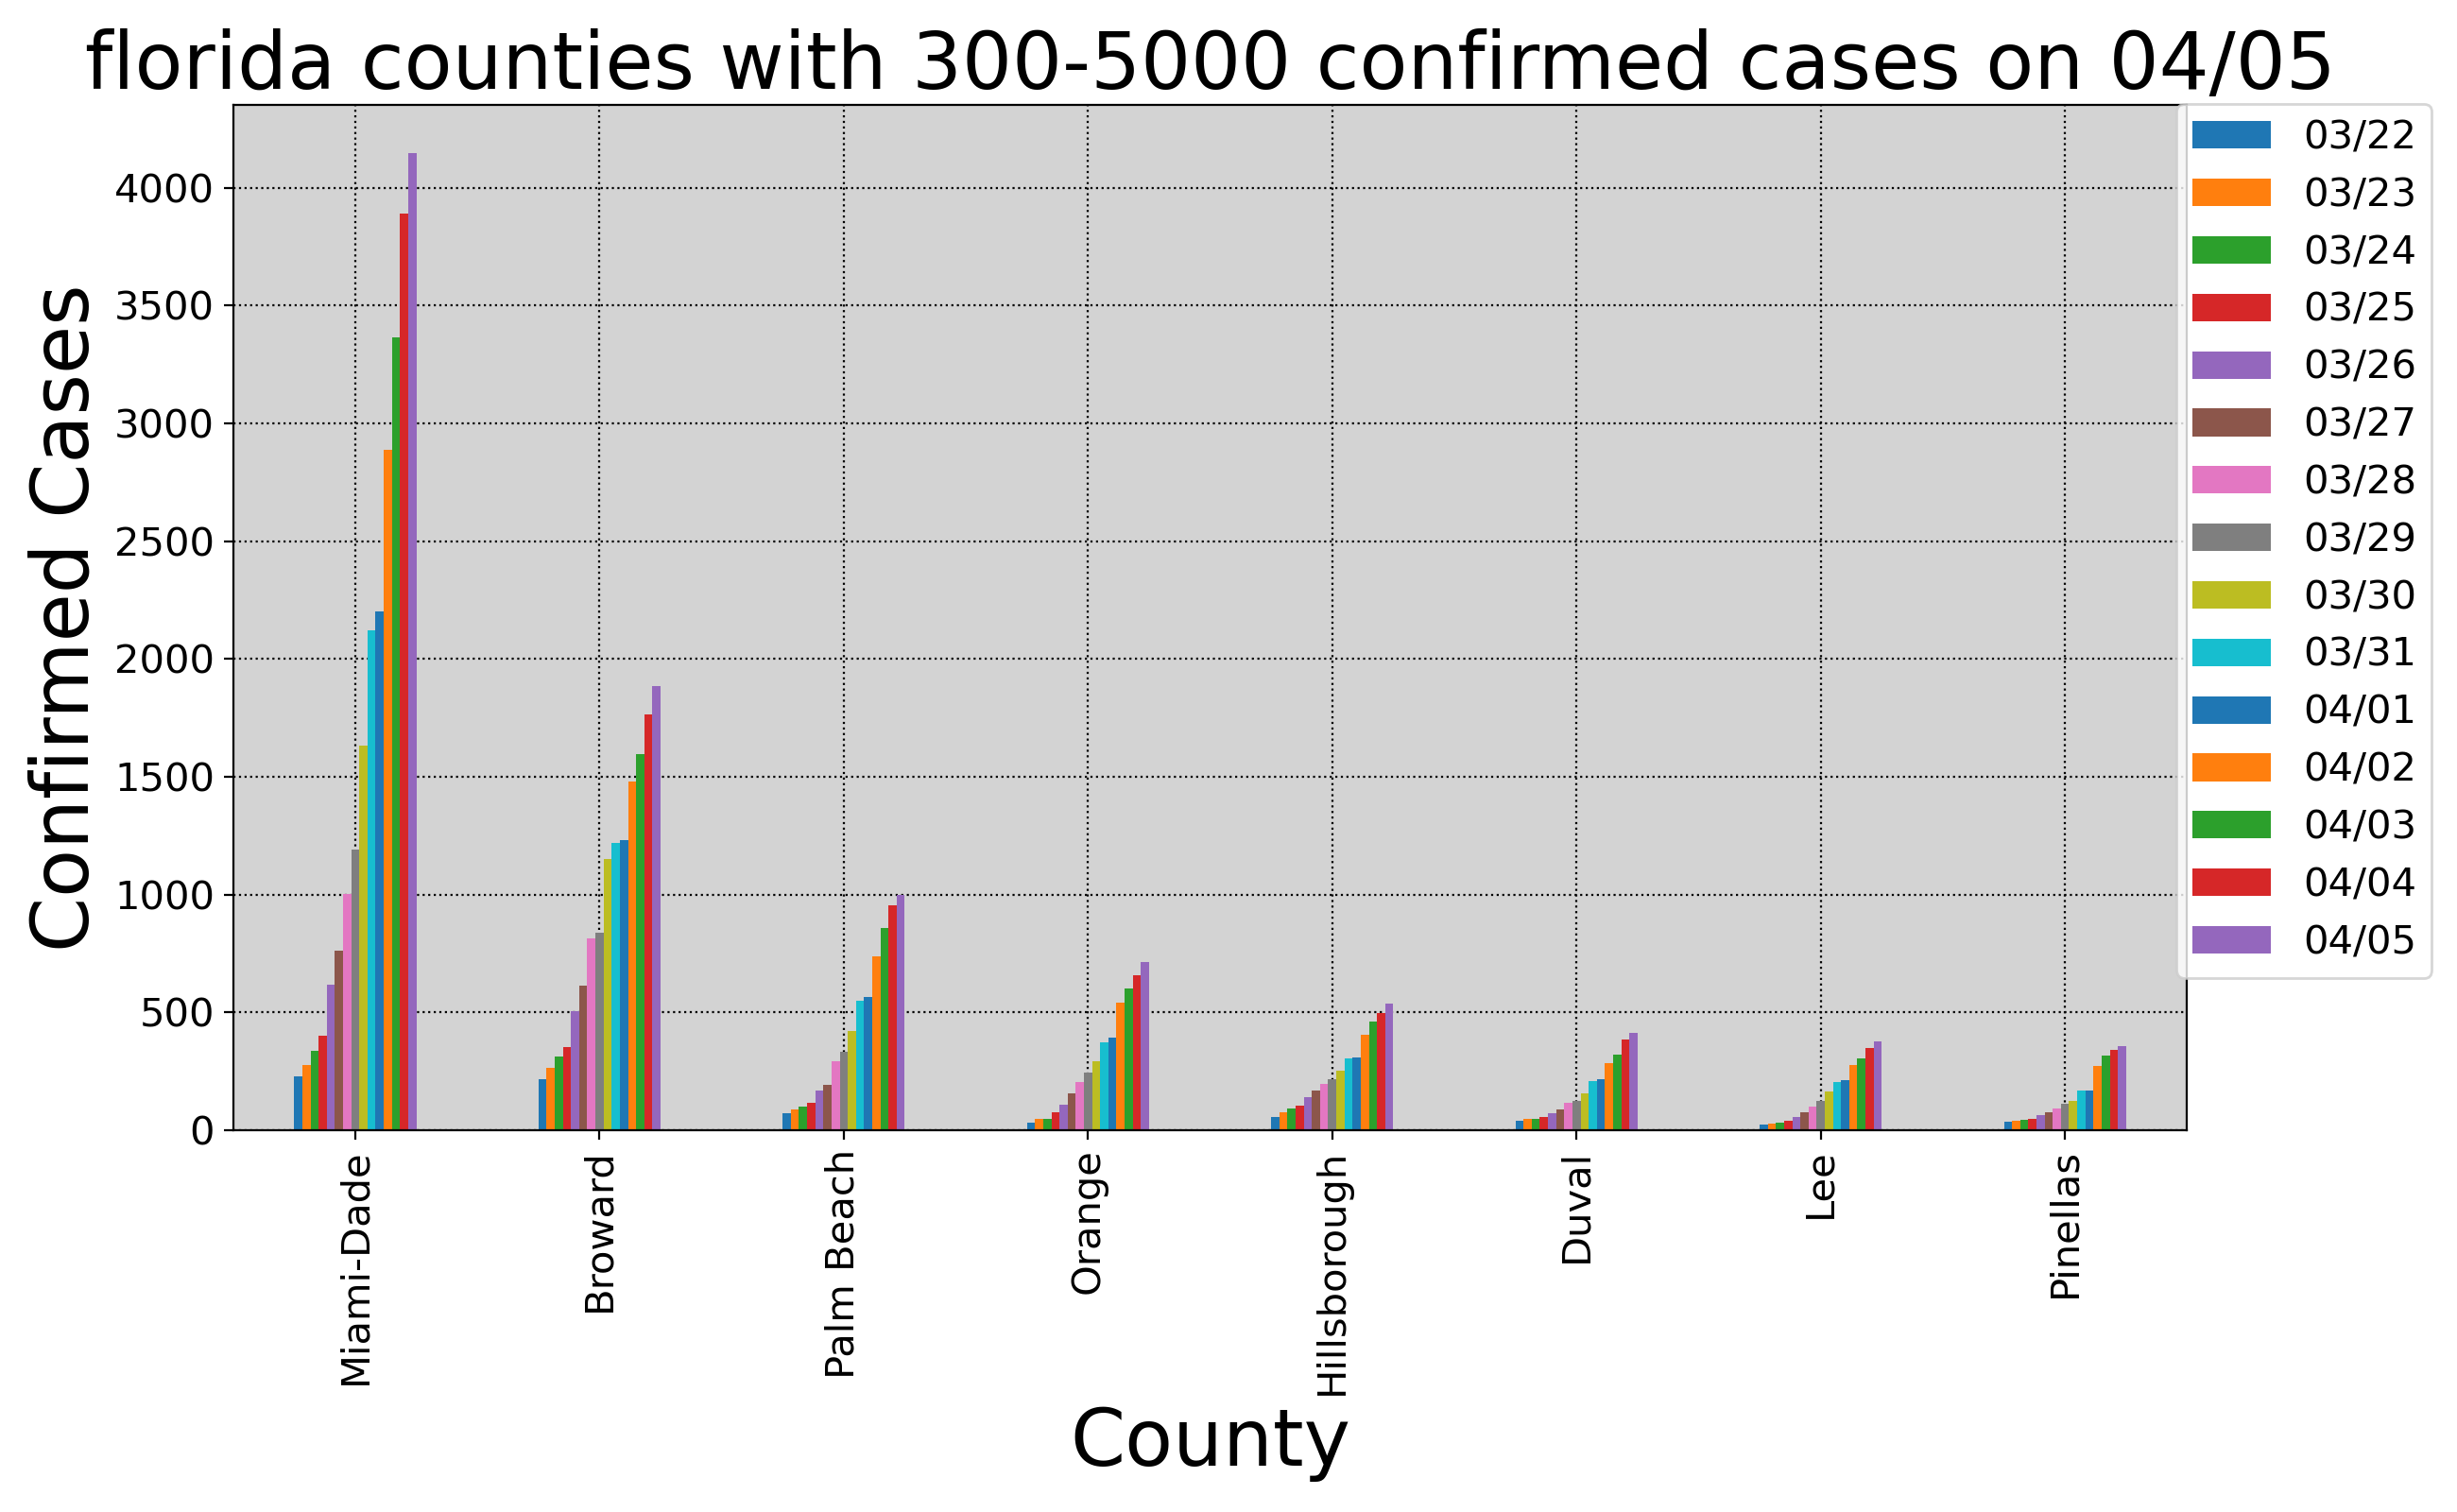 florida counties with 300-5000 confirmed cases on 04/05
Confirmed Cases
4000
3500
3000
2500
2000
1500
1000
500
0
03/22
03/23
03/24
03/25
03/26
03/27
03/28
03/29
03/30
03/31
04/01
04/02
04/03
04/04
04/05
Miami-Dade
Broward
Palm Beach
Orange
Hillsborough
Duval
Lee
Pinellas
County